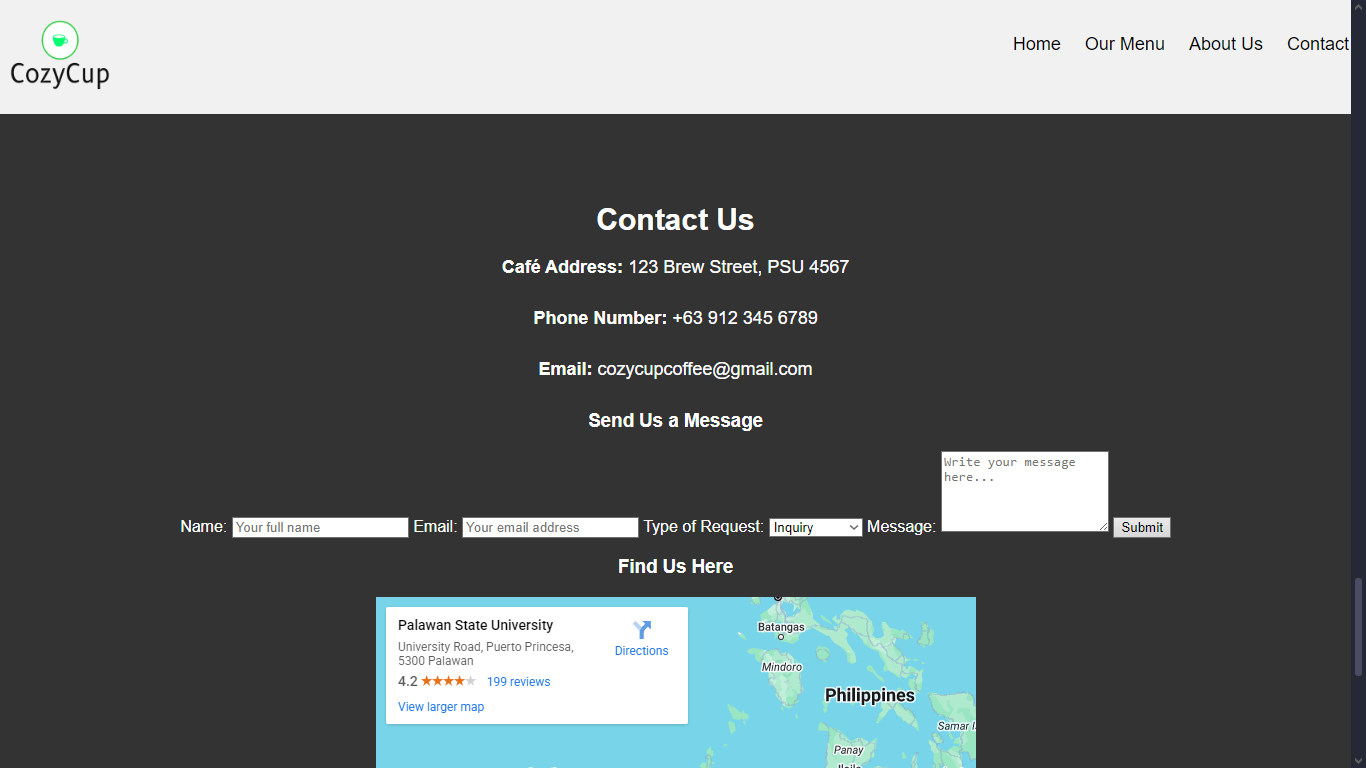 CozyCup
Home Our Menu About Us Contact
Contact Us
Café Address: 123 Brew Street, PSU 4567
Phone Number: +63 912 345 6789
Email: cozycupcoffee@gmail.com
Send Us a Message
Write your message
here...
Name: Your full name Email: Your email address Type of Request: Inquiry Message: Submit
Find Us Here
Palawan State University
University Road, Puerto Princesa,
5300 Palawan
Directions
4.2 199 reviews
View larger map
Batangas
Mindoro
Philippines
Samar I
Panay